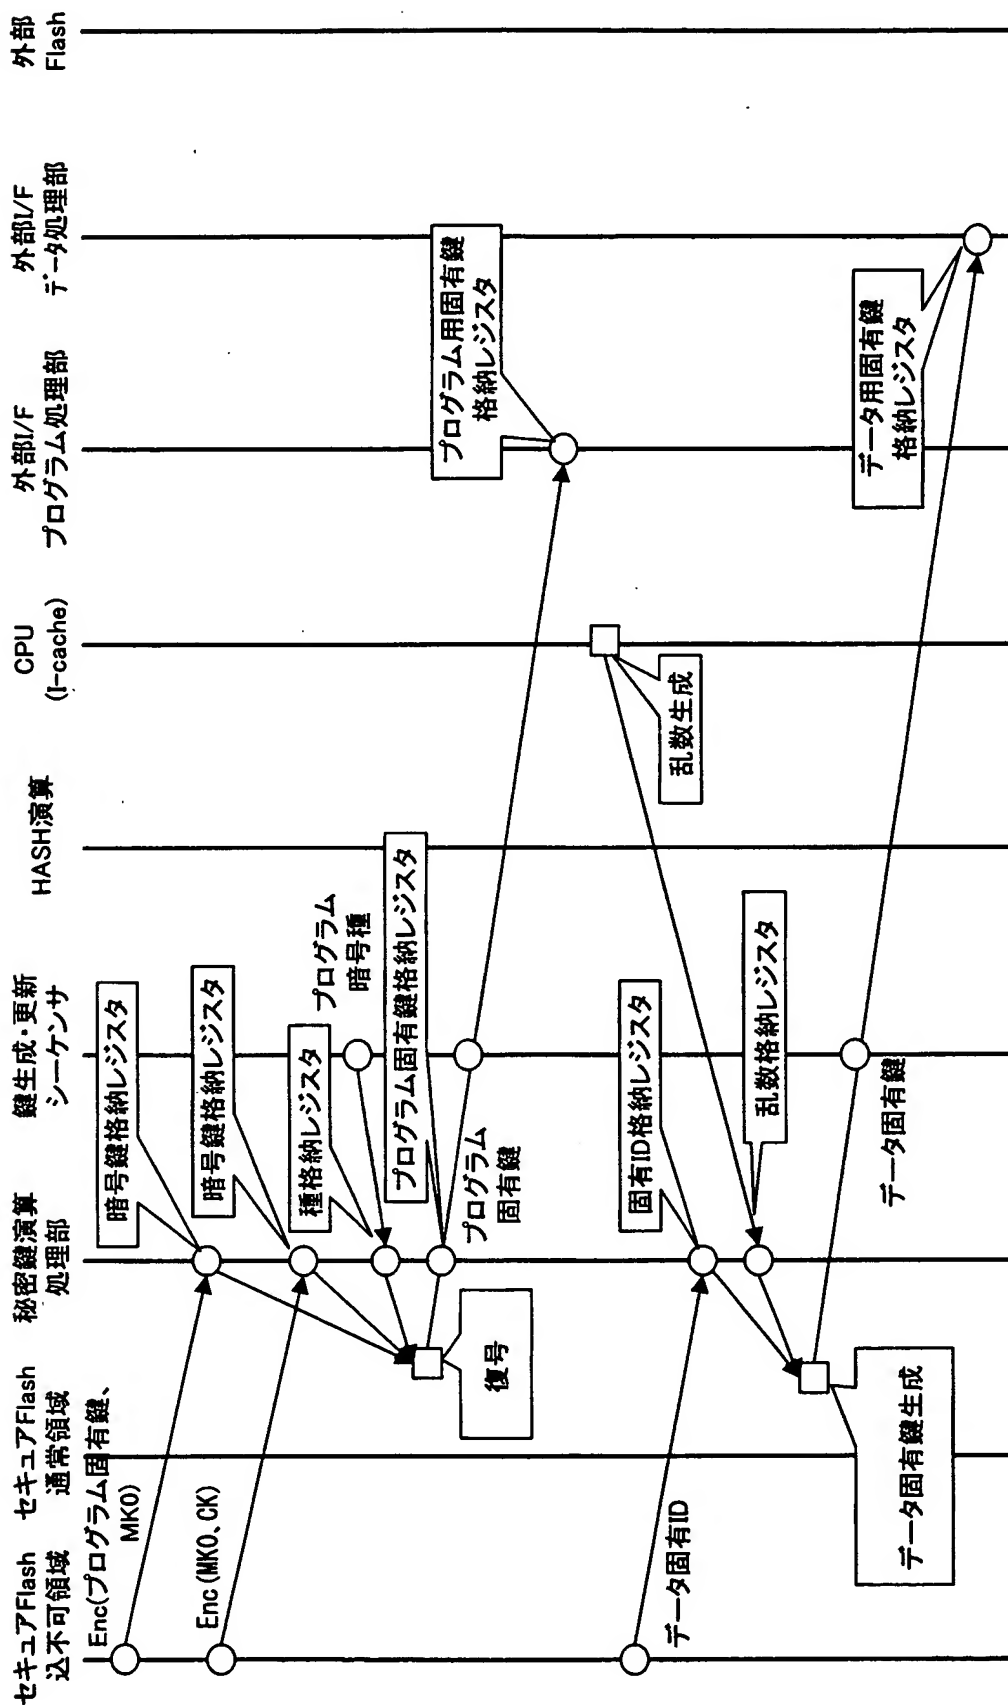 セキュアFlash
込不可領域
セキュアFlash
通常領域
秘密鍵演算
処理部
鍵生成・更新
シーケンサ
HASH演算
CPU
(I-cache)
外部I/F
プログラム処理部
外部I/F
データ処理部
外部
Flash
Enc(プログラム固有鍵、
MK0)
暗号鍵格納レジスタ
Enc(MK0、CK)
暗号鍵格納レジスタ
種格納レジスタ
プログラム
暗号種
プログラム固有鍵格納レジスタ
復号
プログラム
固有鍵
プログラム用固有鍵
格納レジスタ
乱数生成
データ固有ID
固有ID格納レジスタ
乱数格納レジスタ
データ固有鍵生成
データ固有鍵
データ用固有鍵
格納レジスタ